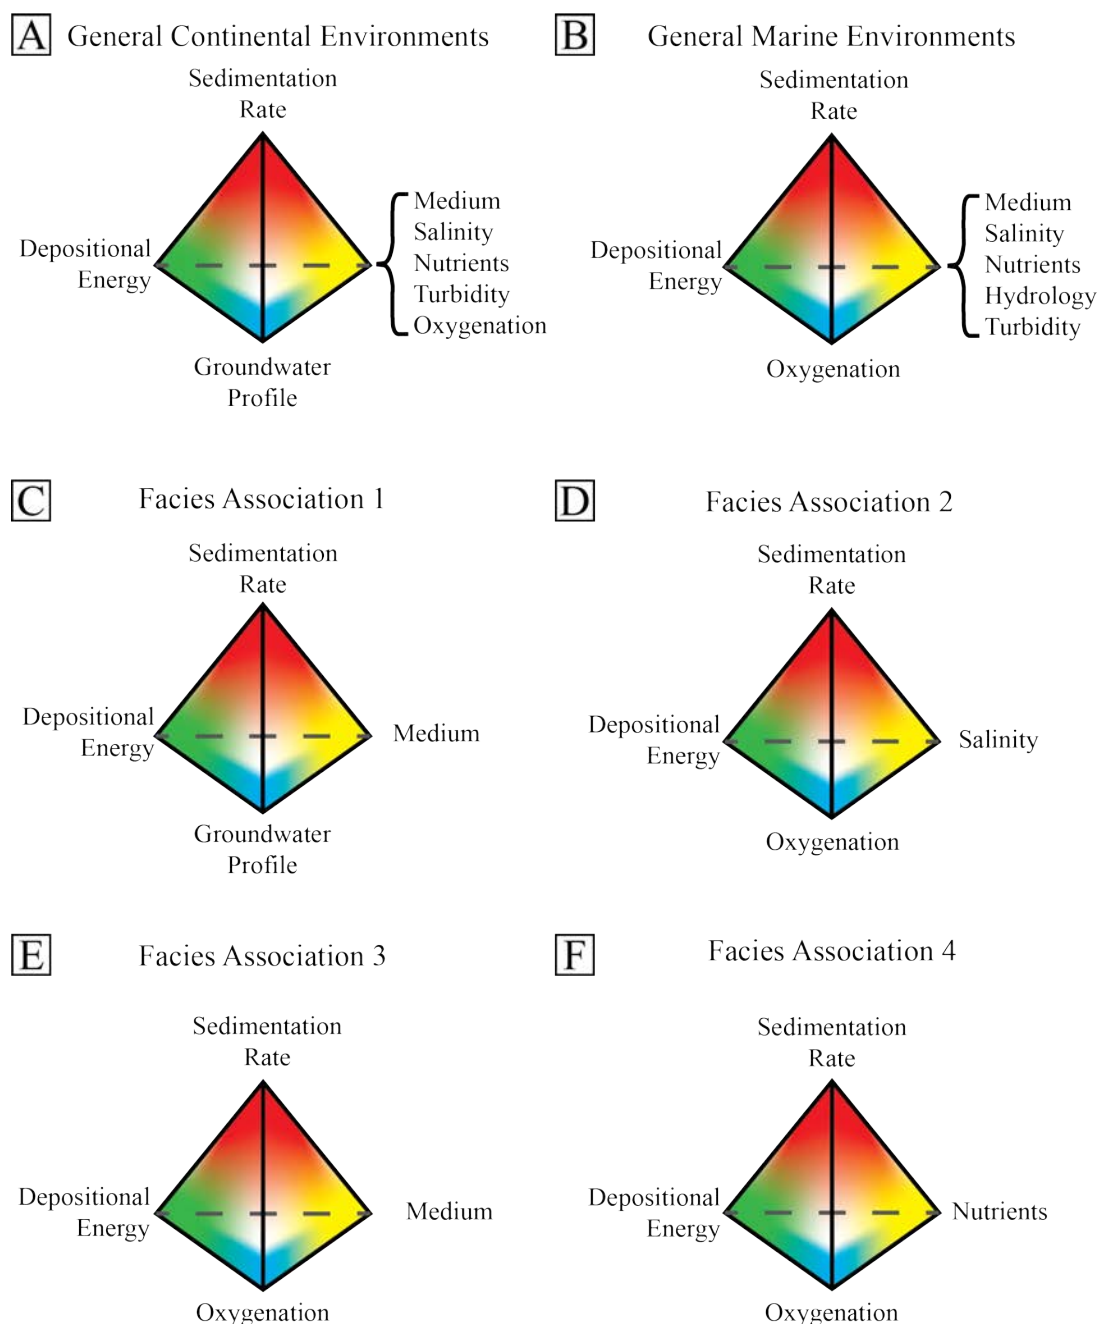 A General Continental Environments
Sedimentation
Rate
Depositional
Energy
Medium
Salinity
Nutrients
Turbidity
Oxygenation
Groundwater
Profile
B General Marine Environments
Sedimentation
Rate
Depositional
Energy
Medium
Salinity
Nutrients
Hydrology
Turbidity
Oxygenation
C Facies Association 1
Sedimentation
Rate
Depositional
Energy
Medium
Groundwater
Profile
D Facies Association 2
Sedimentation
Rate
Depositional
Energy
Salinity
Oxygenation
E Facies Association 3
Sedimentation
Rate
Depositional
Energy
Medium
Oxygenation
F Facies Association 4
Sedimentation
Rate
Depositional
Energy
Nutrients
Oxygenation